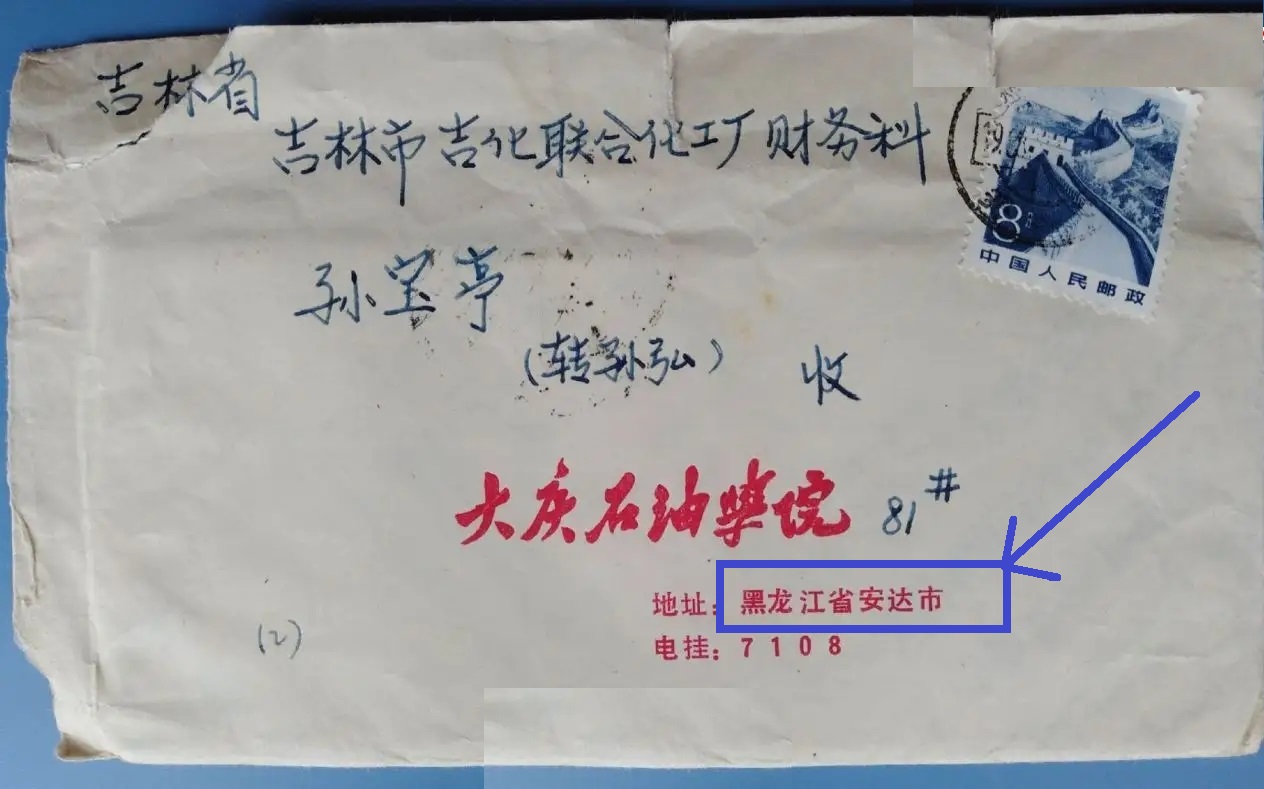 吉林省
吉林市吉化联合化工厂财务科
8
中国人民邮政
孙宝亭
(转孙弘) 收
大庆石油学院 81#
地址：黑龙江省安达市
电挂：7108
(2)